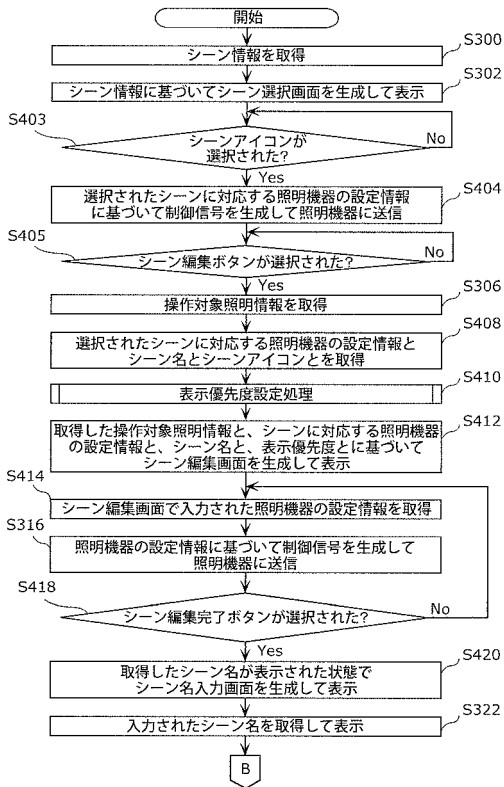 開始
シーン情報を取得
S300
シーン情報に基づいてシーン選択画面を生成して表示
S302
S403
シーンアイコンが
選択された?
No
Yes
選択されたシーンに対応する照明機器の設定情報
に基づいて制御信号を生成して照明機器に送信
S404
S405
シーン編集ボタンが選択された?
No
Yes
操作対象照明情報を取得
S306
選択されたシーンに対応する照明機器の設定情報と
シーン名とシーンアイコンとを取得
S408
表示優先度設定処理
S410
取得した操作対象照明情報と、シーンに対応する照明機器
の設定情報と、シーン名と、表示優先度とに基づいて
シーン編集画面を生成して表示
S412
S414
シーン編集画面で入力された照明機器の設定情報を取得
S316
照明機器の設定情報に基づいて制御信号を生成して
照明機器に送信
S418
シーン編集完了ボタンが選択された?
No
Yes
取得したシーン名が表示された状態で
シーン名入力画面を生成して表示
S420
入力されたシーン名を取得して表示
S322
B